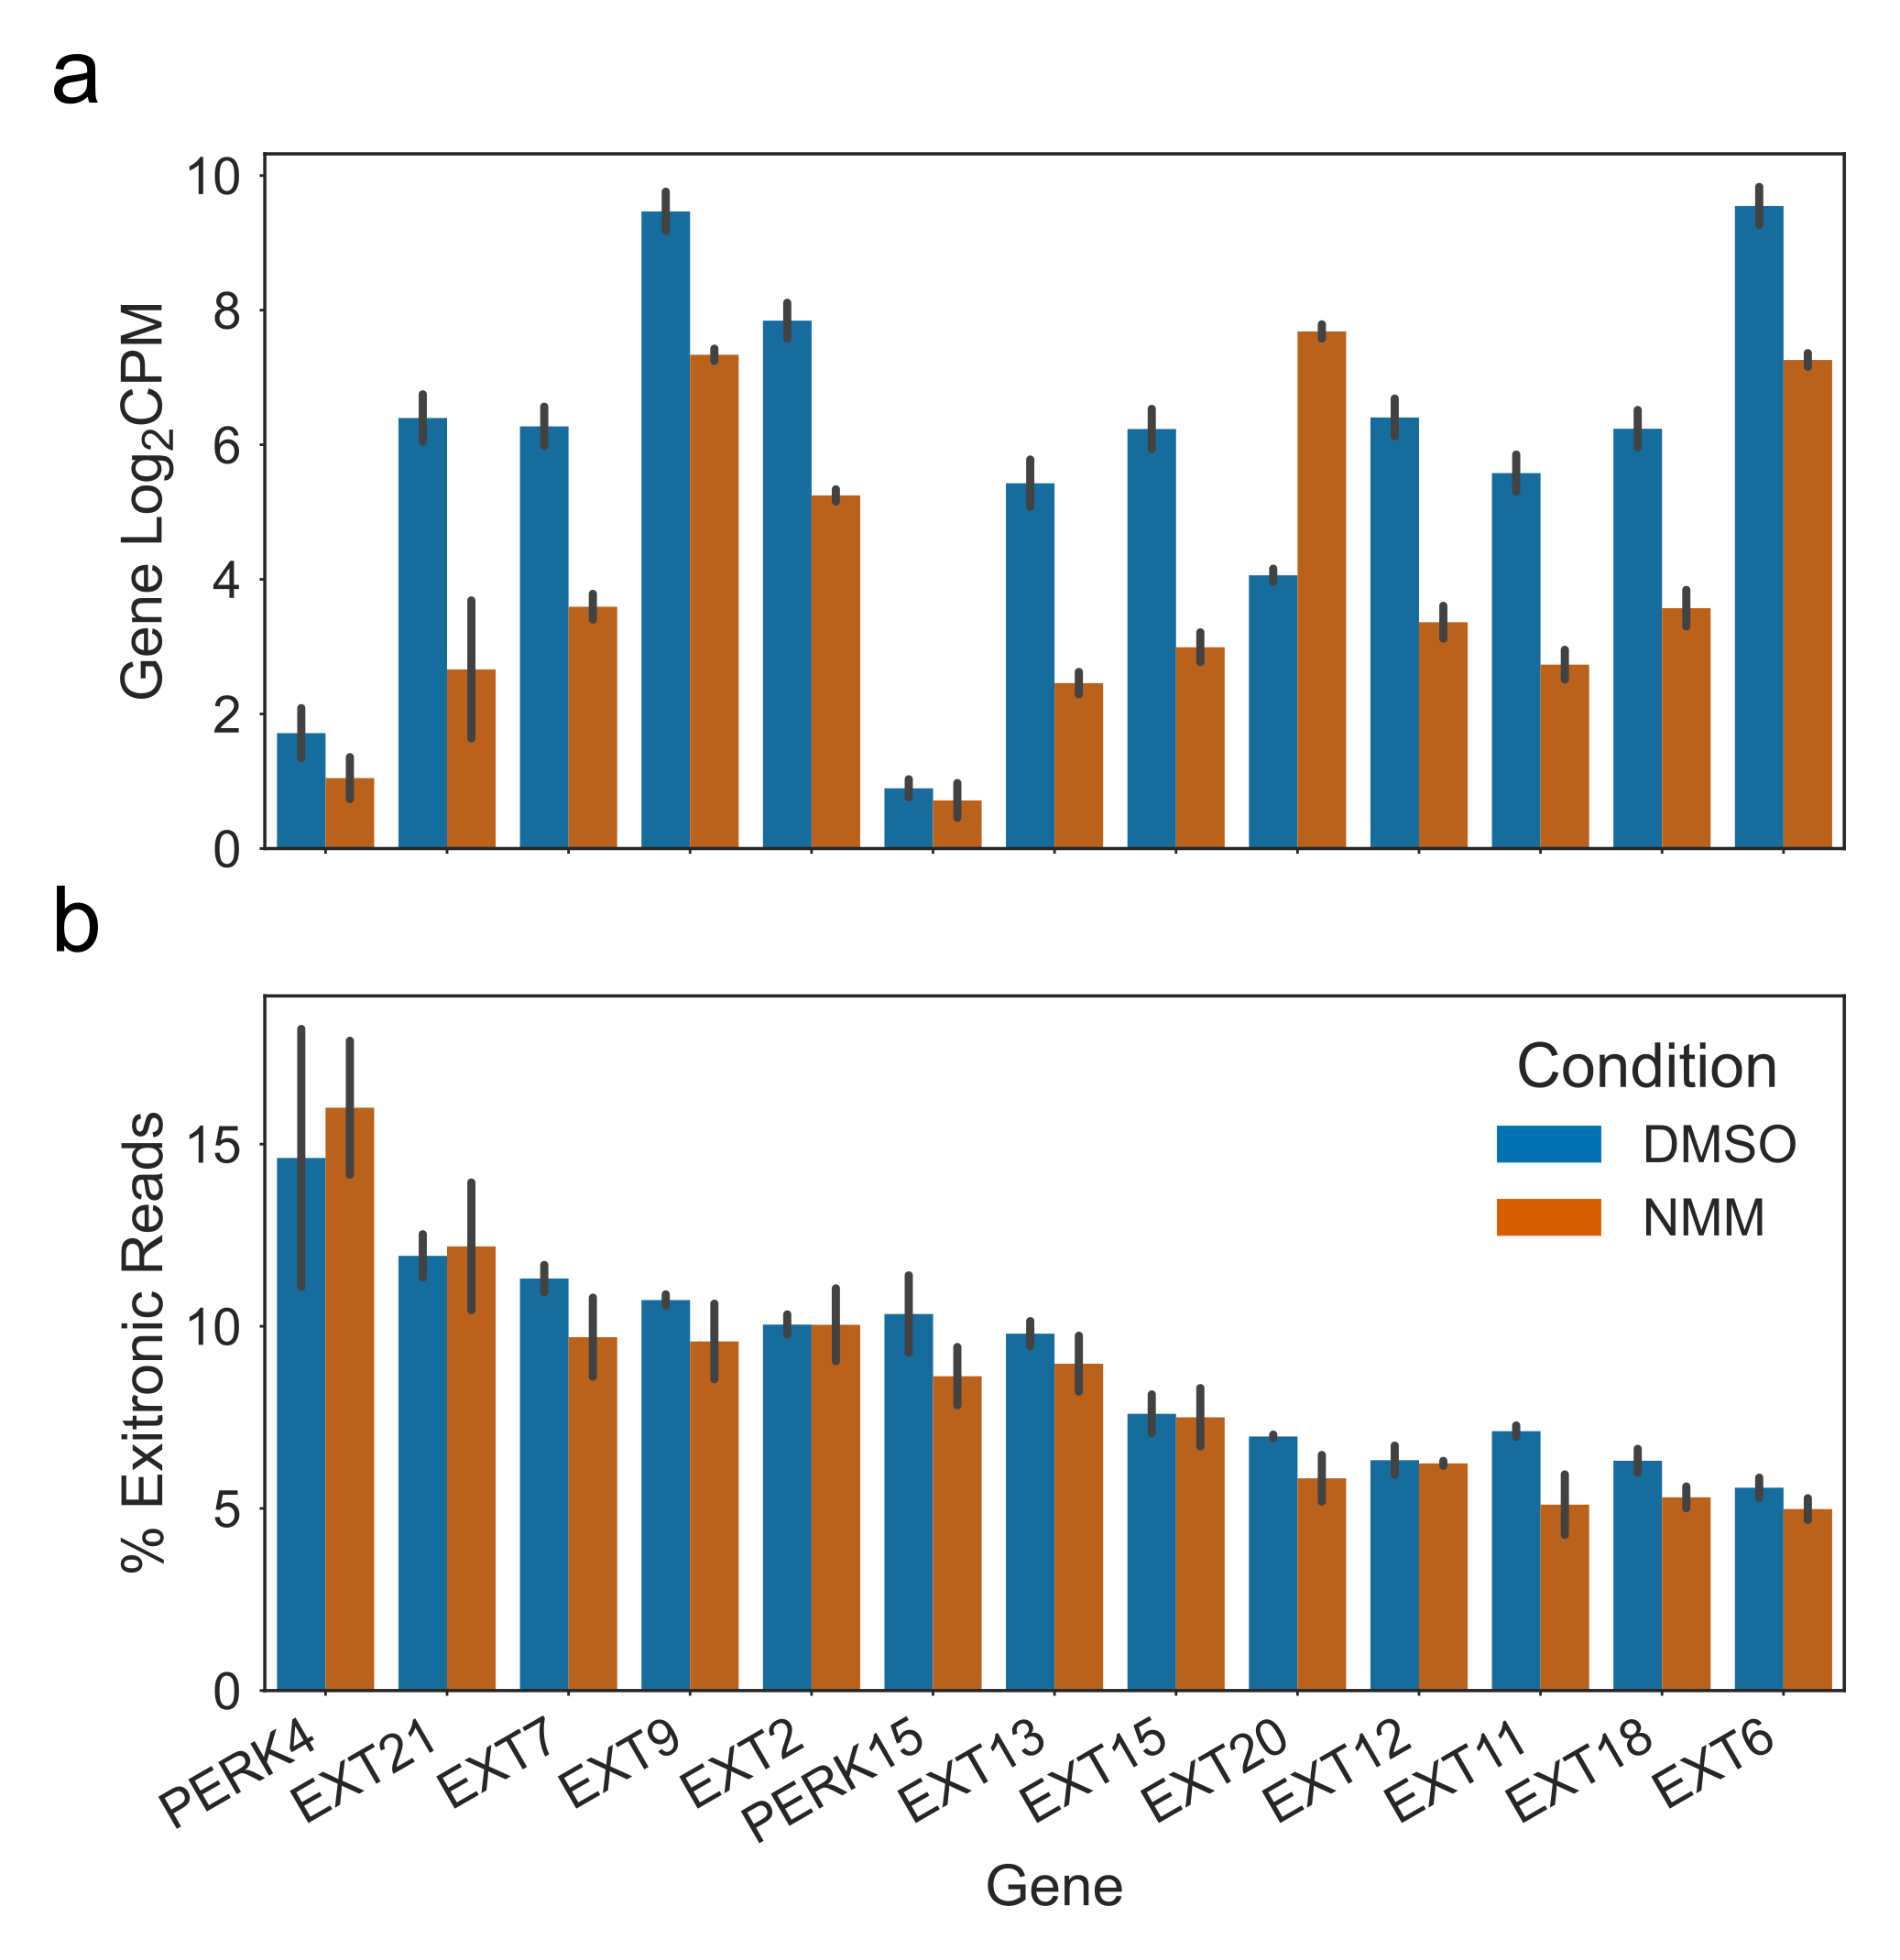 a
10
8
6
4
2
0
Gene Log₂CPM
b
15
10
5
0
% Exitronic Reads
Condition
DMSO
NMM
PERK4
EXT21
EXT7
EXT9
EXT2
PERK15
EXT13
EXT15
EXT20
EXT12
EXT11
EXT18
EXT6
Gene